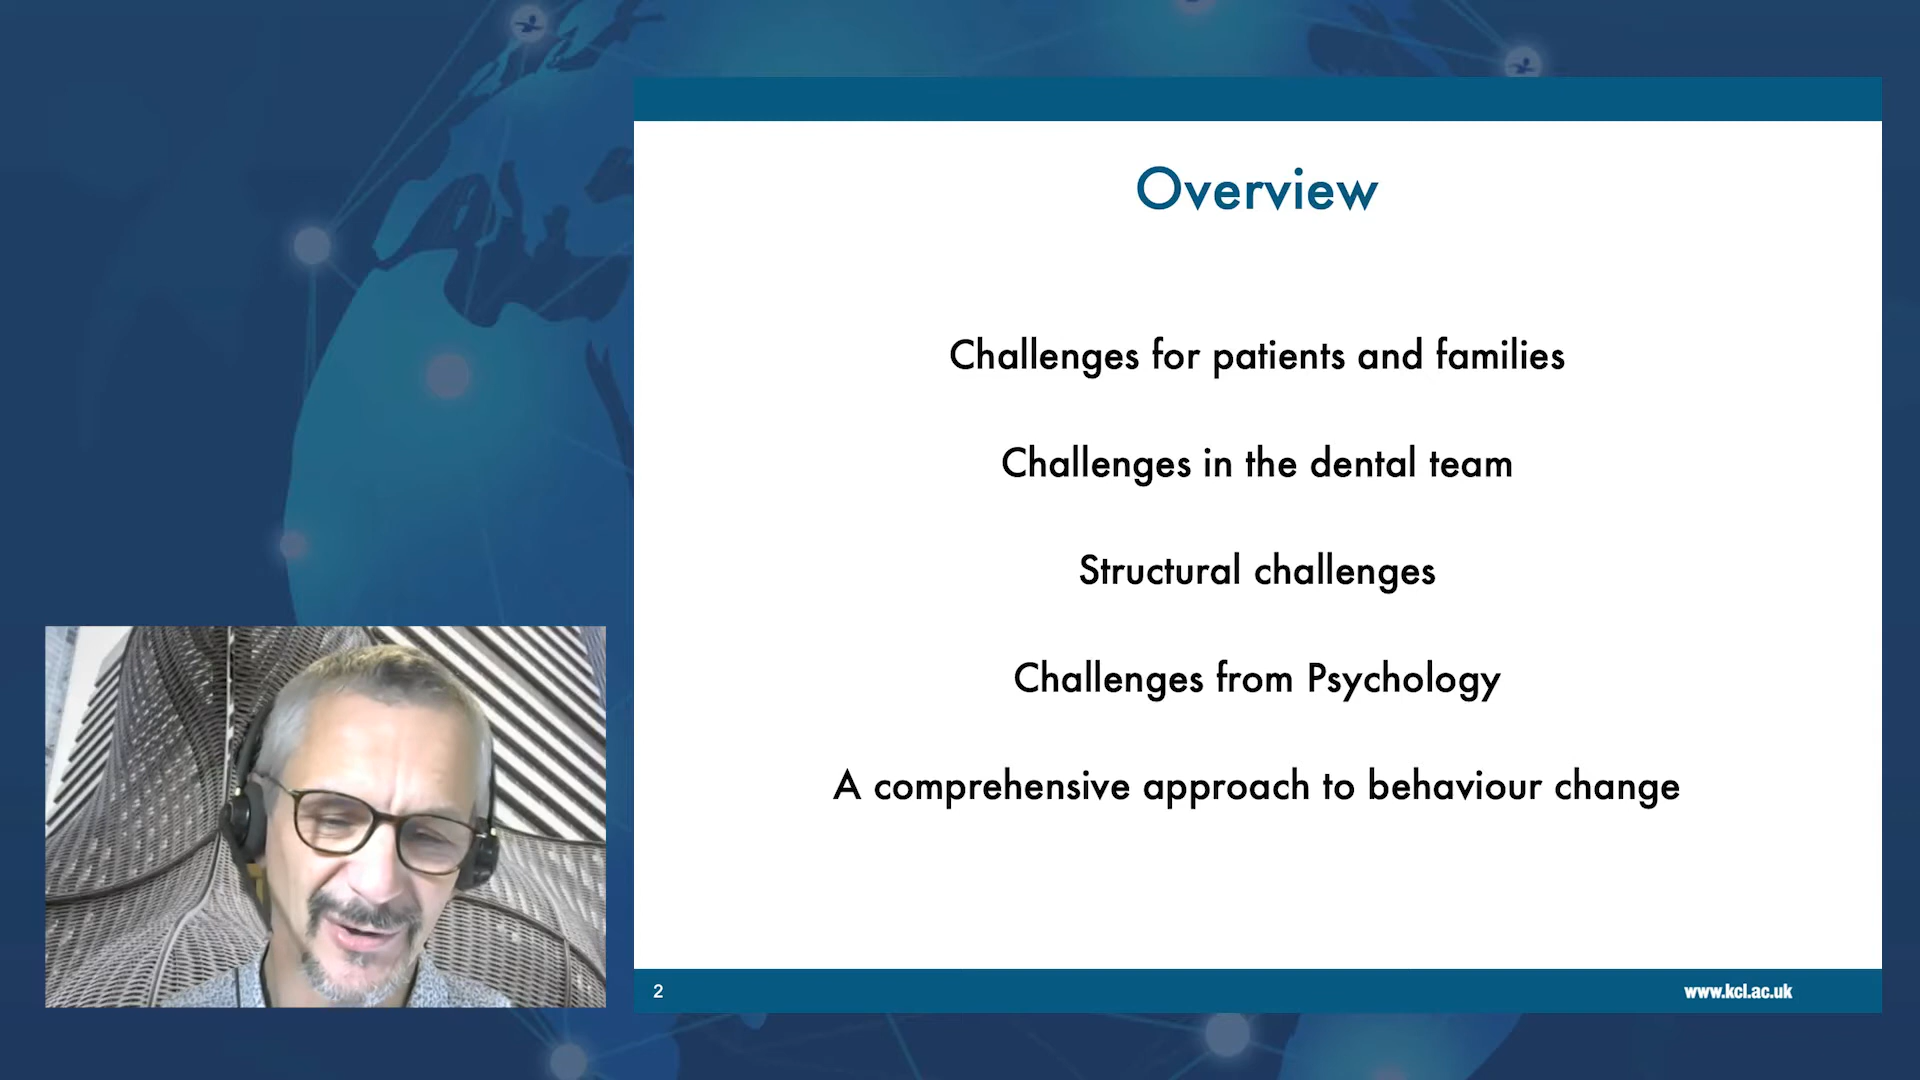 Overview
Challenges for patients and families
Challenges in the dental team
Structural challenges
Challenges from Psychology
A comprehensive approach to behaviour change
2
www.kcl.ac.uk